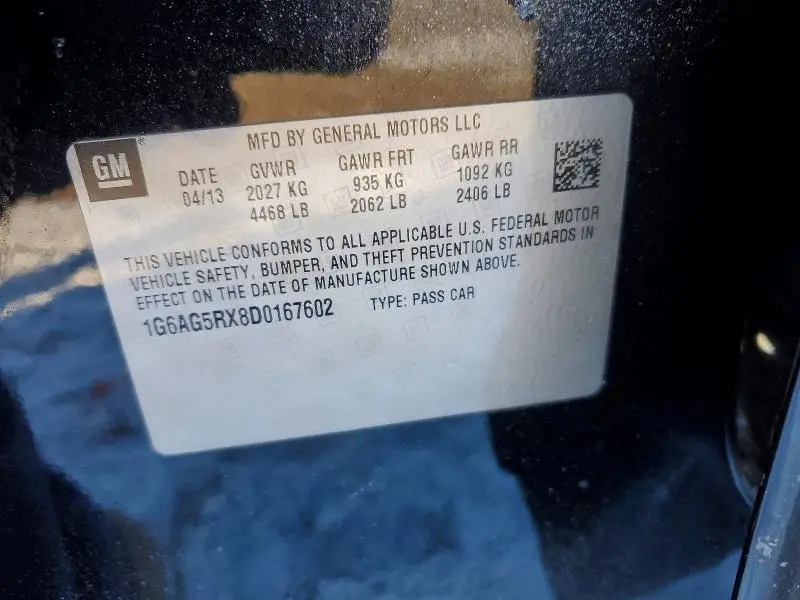 MFD BY GENERAL MOTORS LLC
GM
DATE GVWR GAWR FRT GAWR RR
04/13 2027 KG 935 KG 1092 KG
4468 LB 2062 LB 2406 LB
THIS VEHICLE CONFORMS TO ALL APPLICABLE U.S. FEDERAL MOTOR
VEHICLE SAFETY, BUMPER, AND THEFT PREVENTION STANDARDS IN
EFFECT ON THE DATE OF MANUFACTURE SHOWN ABOVE.
1G6AG5RX8D0167602 TYPE: PASS CAR